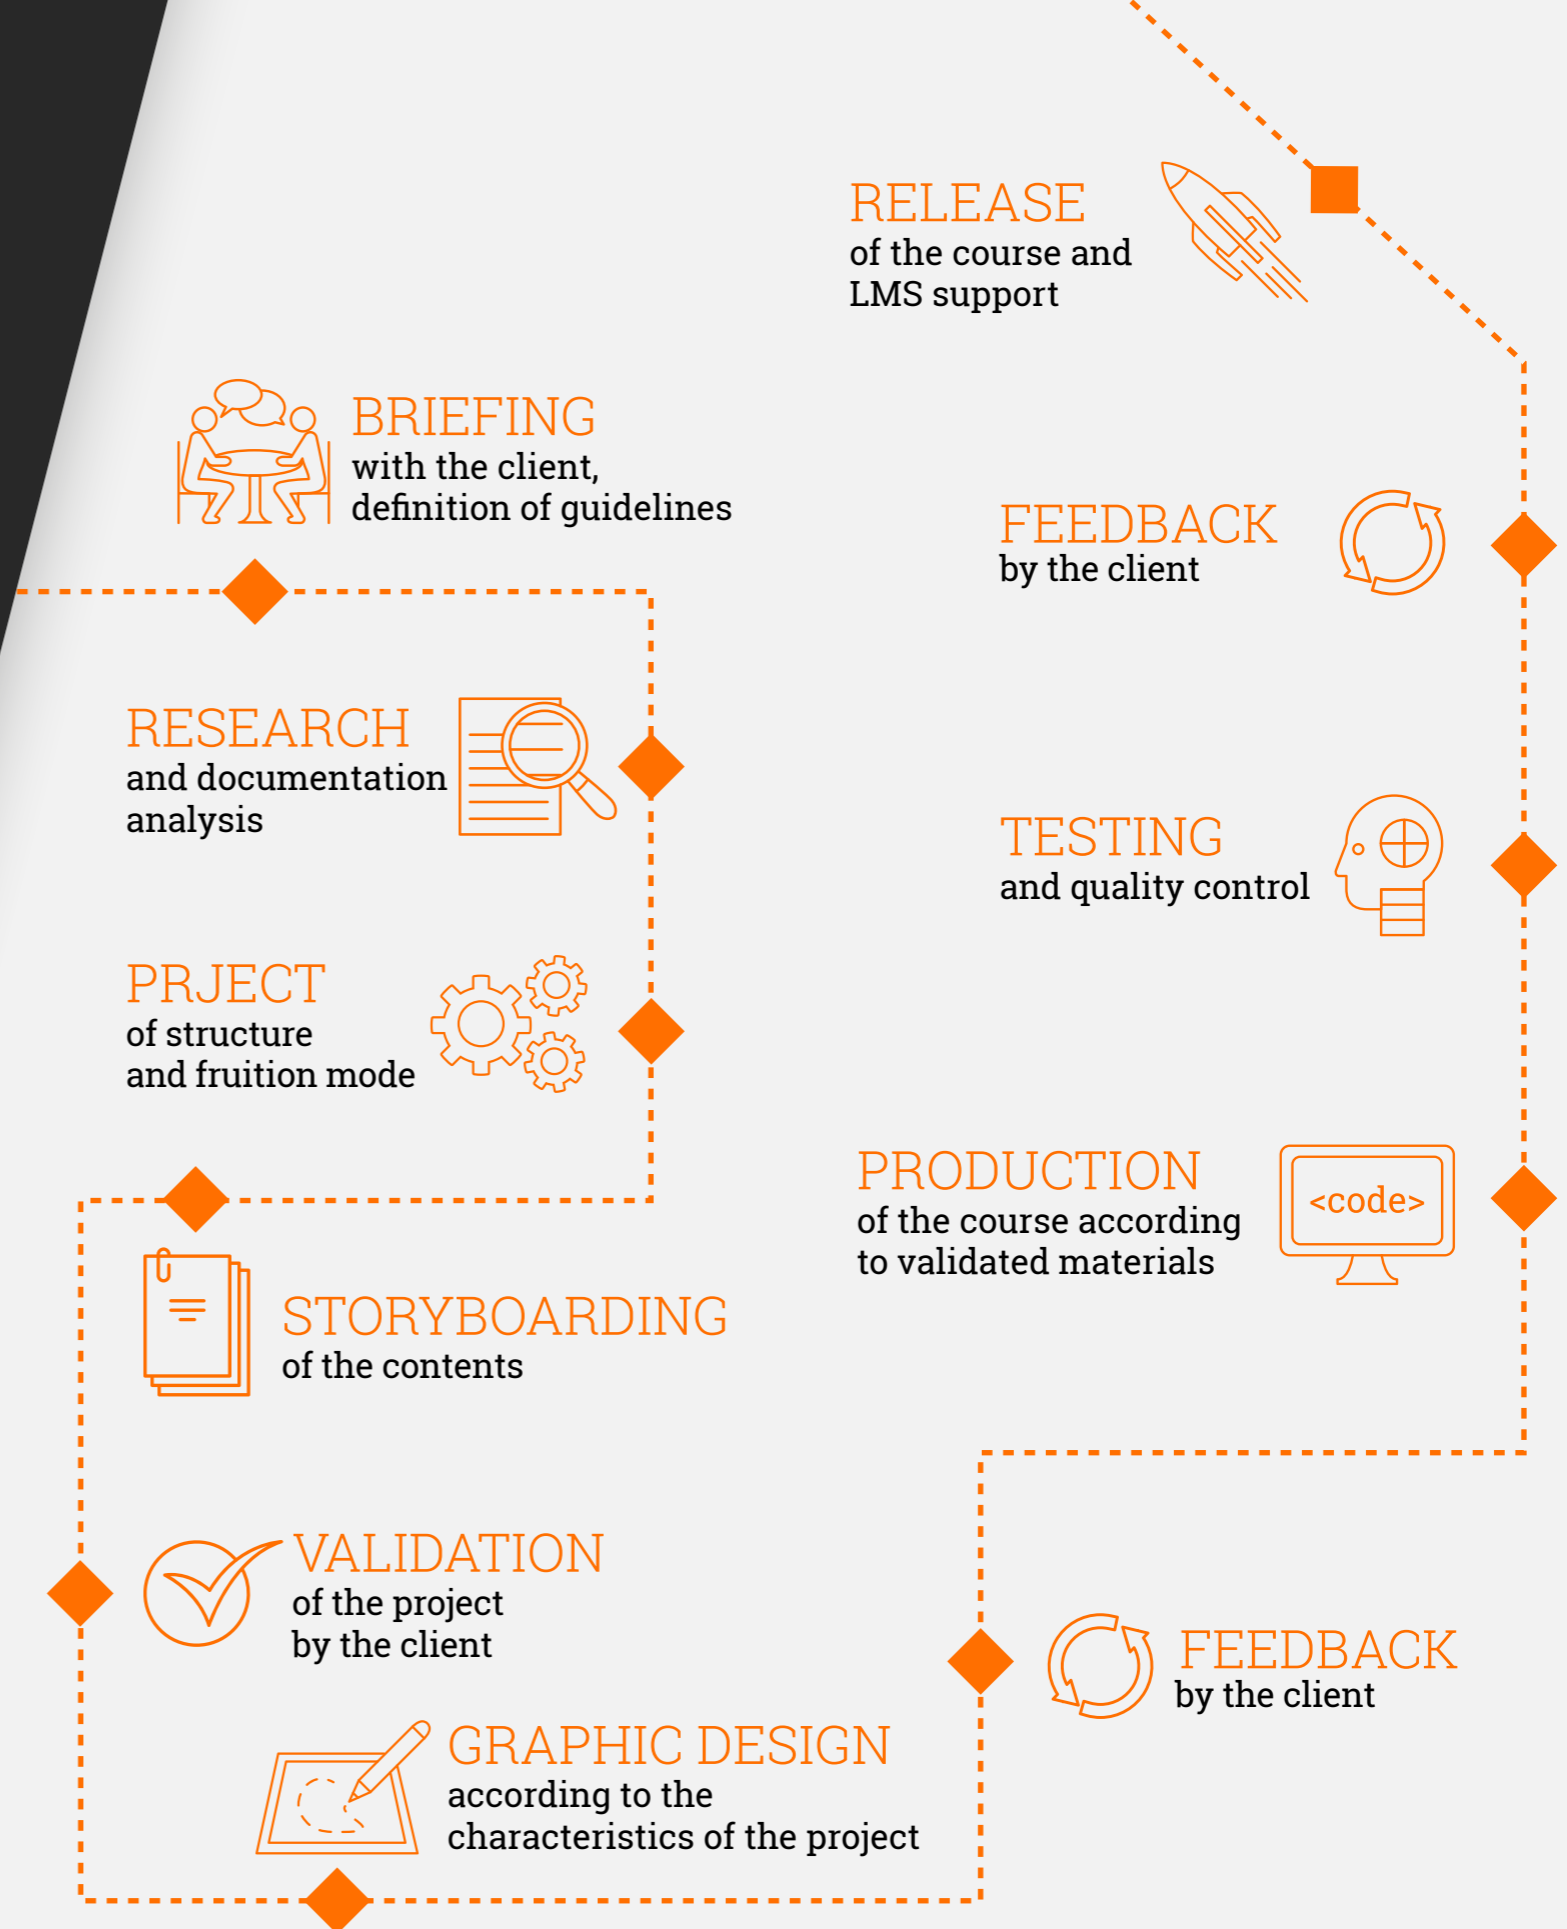 BRIEFING
with the client,
definition of guidelines
RESEARCH
and documentation
analysis
PRJECT
of structure
and fruition mode
STORYBOARDING
of the contents
VALIDATION
of the project
by the client
GRAPHIC DESIGN
according to the
characteristics of the project
FEEDBACK
by the client
PRODUCTION
of the course according
to validated materials
<code>
TESTING
and quality control
FEEDBACK
by the client
RELEASE
of the course and
LMS support